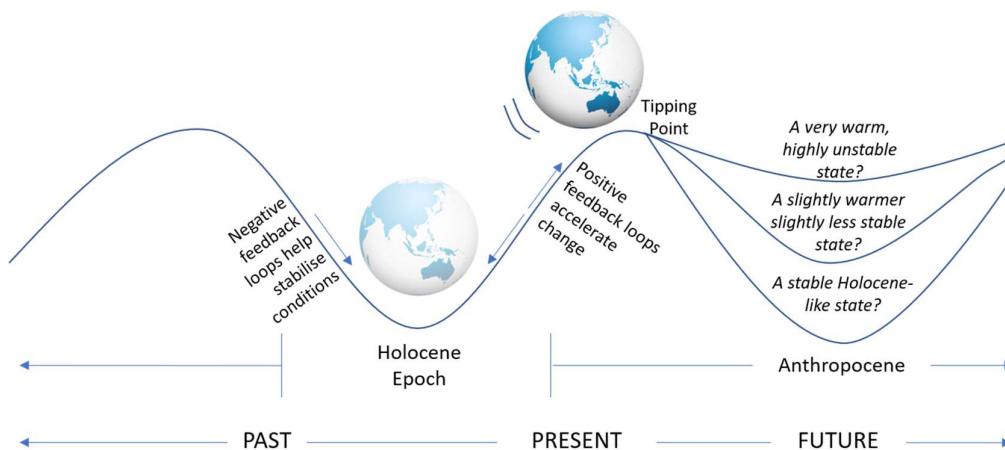 Negative
feedback
loops help
stabilise
conditions
Holocene
Epoch
Positive
feedback loops
accelerate
change
Tipping
Point
A very warm,
highly unstable
state?
A slightly warmer
slightly less stable
state?
A stable Holocene-
like state?
Anthropocene
PAST
PRESENT
FUTURE